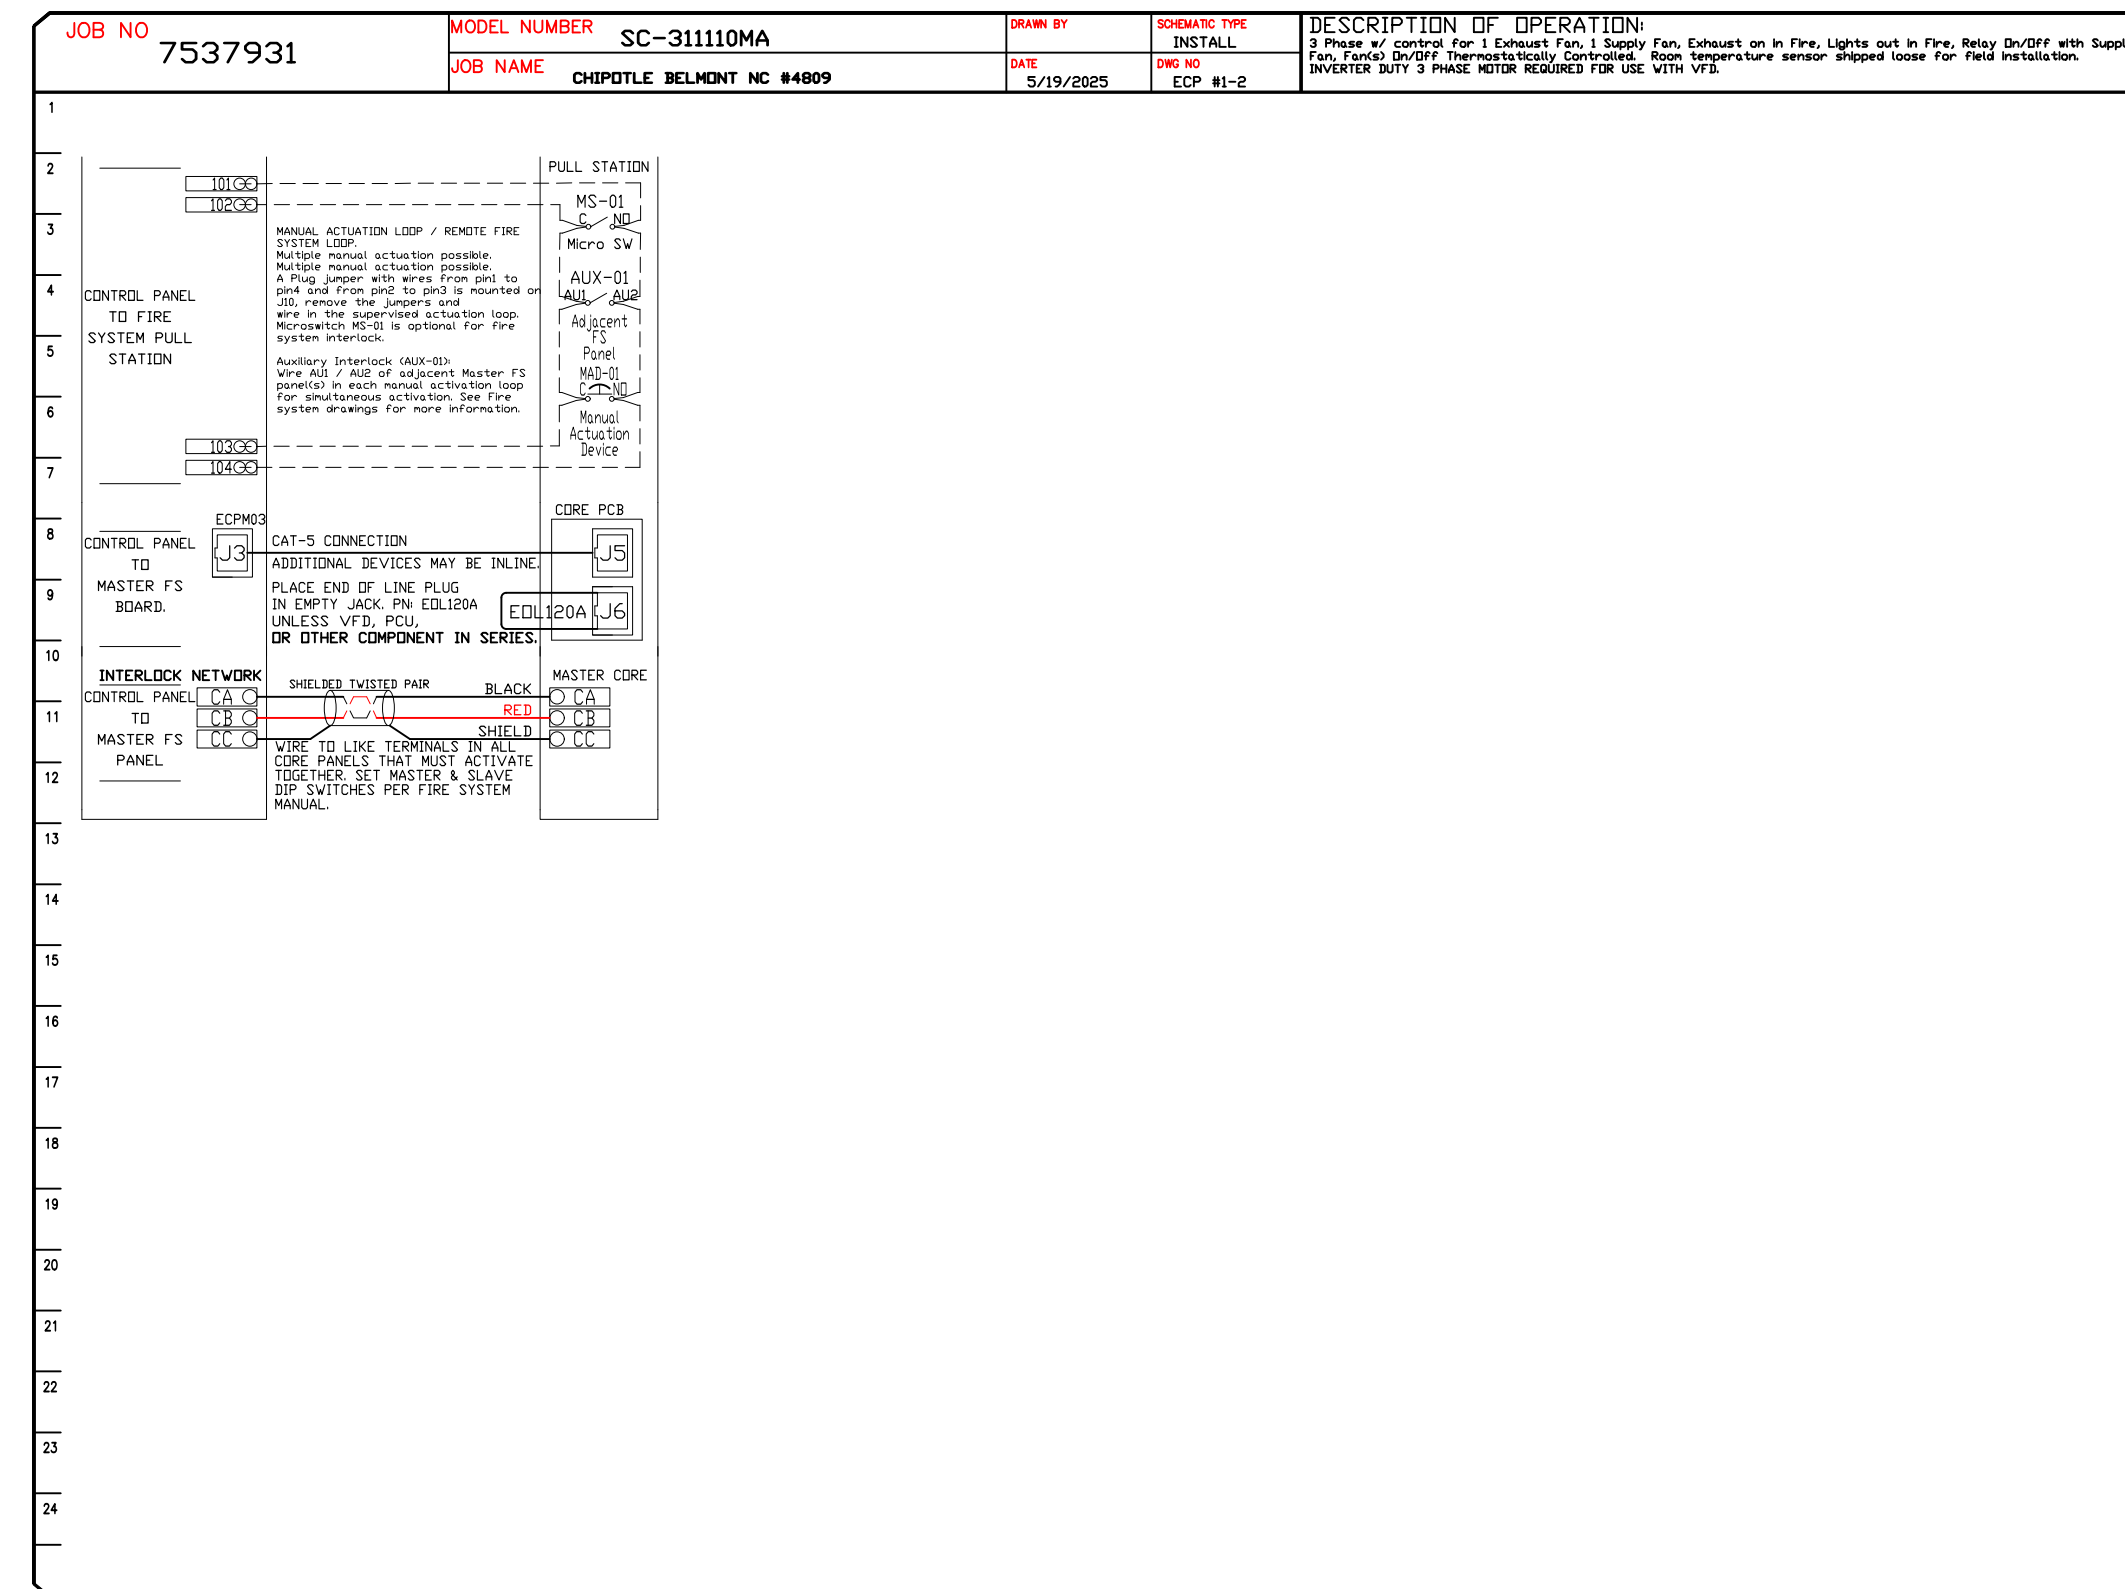 JOB NO
7537931
MODEL NUMBER
SC-311110MA
JOB NAME
CHIPOTLE BELMONT NC #4809
DRAWN BY
DATE
5/19/2025
SCHEMATIC TYPE
INSTALL
DWG NO
ECP #1-2
DESCRIPTION OF OPERATION:
3 Phase w/ control for 1 Exhaust Fan, 1 Supply Fan, Exhaust on in Fire, Lights out in Fire, Relay On/Off with Suppl
Fan, Fan(s) On/Off Thermostatically Controlled. Room temperature sensor shipped loose for field installation.
INVERTER DUTY 3 PHASE MOTOR REQUIRED FOR USE WITH VFD.
1
2
3
4
5
6
7
8
9
10
11
12
13
14
15
16
17
18
19
20
21
22
23
24
CONTROL PANEL
TO FIRE
SYSTEM PULL
STATION
101
102
103
104
MANUAL ACTUATION LOOP / REMOTE FIRE
SYSTEM LOOP.
Multiple manual actuation possible.
Multiple manual actuation possible.
A Plug jumper with wires from pin1 to
pin4 and from pin2 to pin3 is mounted on
J10, remove the jumpers and
wire in the supervised actuation loop.
Microswitch MS-01 is optional for fire
system interlock.
Auxiliary Interlock (AUX-01):
Wire AU1 / AU2 of adjacent Master FS
panel(s) in each manual activation loop
for simultaneous activation. See Fire
system drawings for more information.
PULL STATION
MS-01
C NO
Micro SW
AUX-01
AU1 AU2
Adjacent
FS
Panel
MAD-01
C NO
Manual
Actuation
Device
CONTROL PANEL
TO
MASTER FS
BOARD.
ECPM03
J3
CAT-5 CONNECTION
ADDITIONAL DEVICES MAY BE INLINE.
PLACE END OF LINE PLUG
IN EMPTY JACK. PN: EOL120A
UNLESS VFD, PCU,
OR OTHER COMPONENT IN SERIES.
CORE PCB
J5
EOL120A
J6
INTERLOCK NETWORK
CONTROL PANEL
TO
MASTER FS
PANEL
CA
CB
CC
SHIELDED TWISTED PAIR
BLACK
RED
SHIELD
MASTER CORE
CA
CB
CC
WIRE TO LIKE TERMINALS IN ALL
CORE PANELS THAT MUST ACTIVATE
TOGETHER. SET MASTER & SLAVE
DIP SWITCHES PER FIRE SYSTEM
MANUAL.